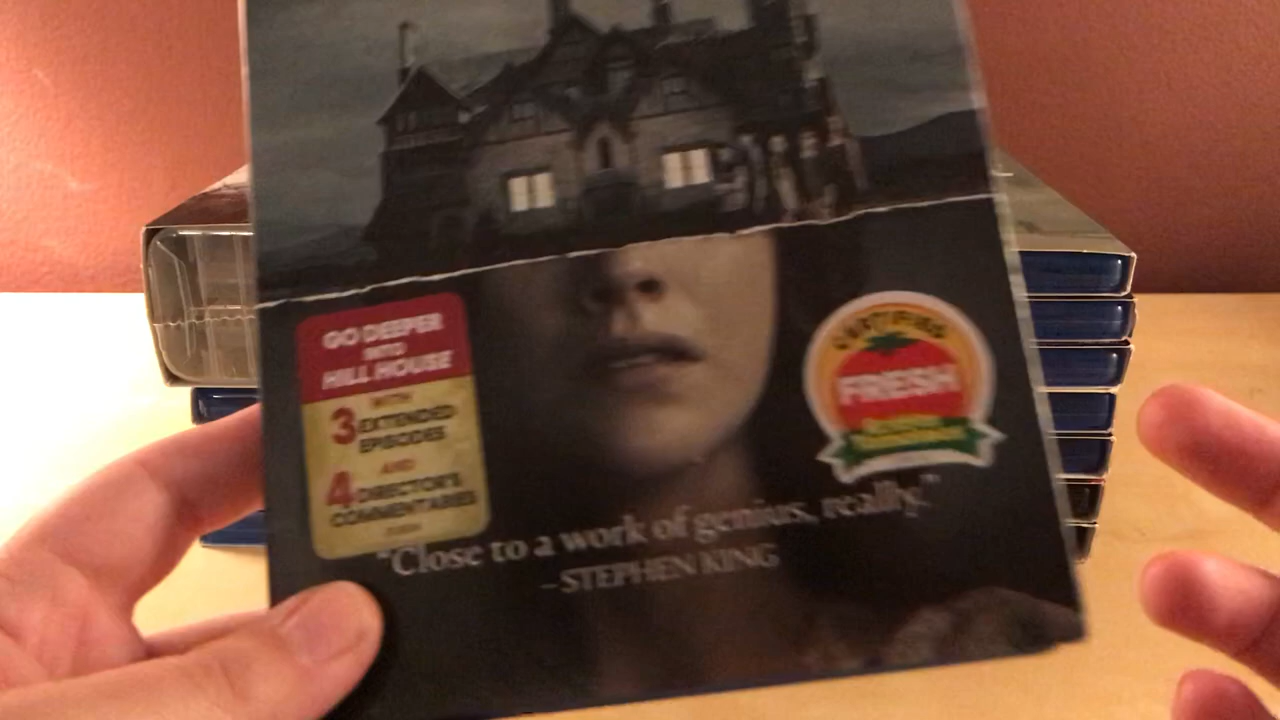 GO DEEPER
INTO
HILL HOUSE
WITH
3 EXTENDED
EPISODES
AND
4 DIRECTOR'S
COMMENTARIES
CERTIFIED
FRESH
"Close to a work of genius, really."
–STEPHEN KING